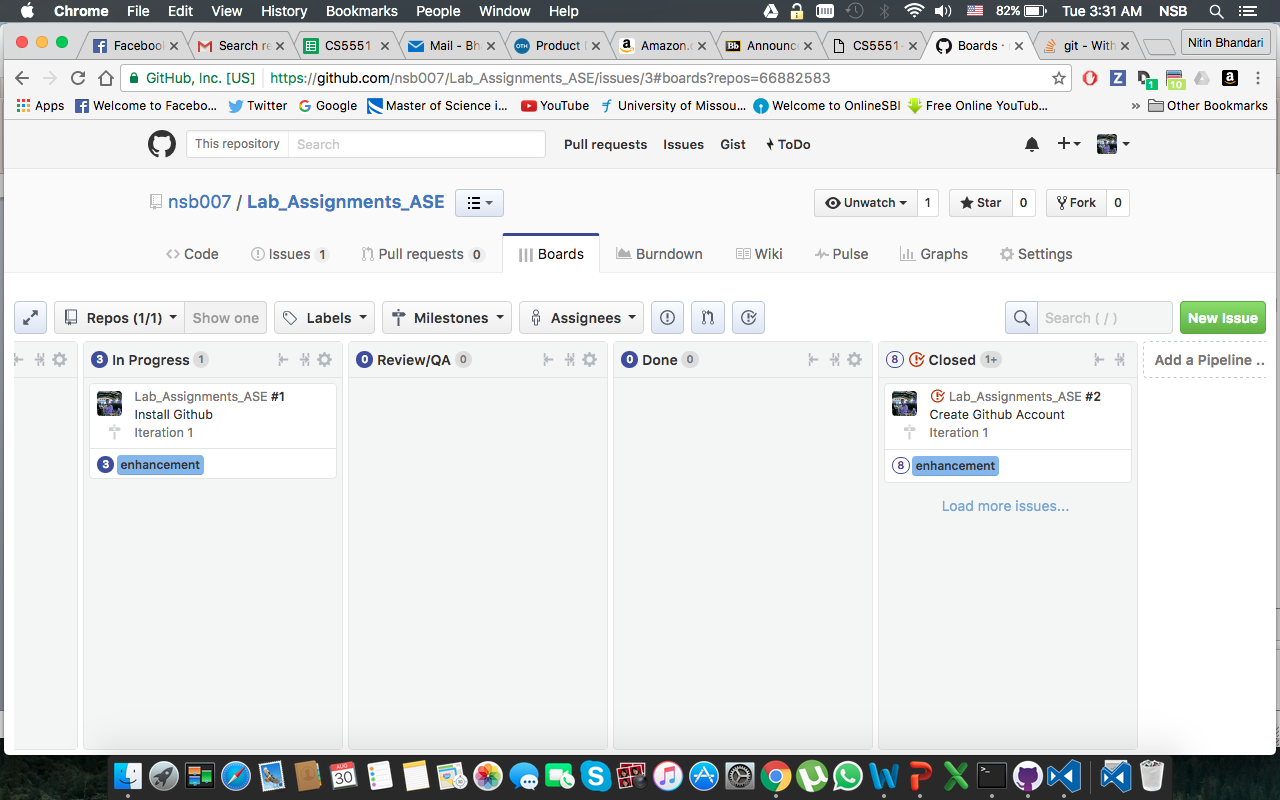 Chrome File Edit View History Bookmarks People Window Help 82% Tue 3:31 AM NSB
Facebook Search re CS5551 Mail - Bh Product D Amazon.c Bb Announc CS5551- Boards · git - With Nitin Bhandari
GitHub, Inc. [US] https://github.com/nsb007/Lab_Assignments_ASE/issues/3#boards?repos=66882583 1 10
Apps Welcome to Facebo... Twitter Google Master of Science i... YouTube University of Missou... Welcome to OnlineSBI Free Online YouTub... » Other Bookmarks
This repository Search Pull requests Issues Gist ToDo
nsb007 / Lab_Assignments_ASE Unwatch 1 Star 0 Fork 0
Code Issues 1 Pull requests 0 Boards Burndown Wiki Pulse Graphs Settings
Repos (1/1) Show one Labels Milestones Assignees Search ( / ) New Issue
3 In Progress 1 0 Review/QA 0 0 Done 0 8 Closed 1+ Add a Pipeline ..
Lab_Assignments_ASE #1
Install Github
Iteration 1
3 enhancement
Lab_Assignments_ASE #2
Create Github Account
Iteration 1
8 enhancement
Load more issues...
AUG
30